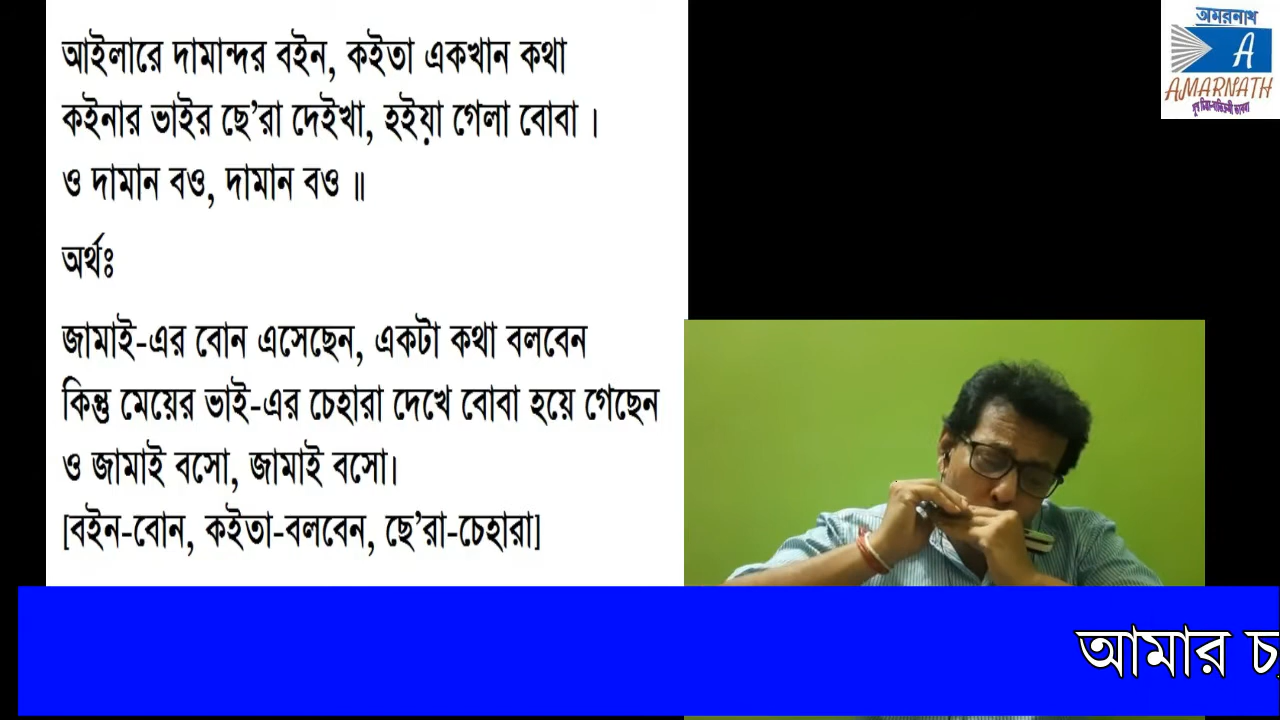 আইলারে দামান্দর বইন, কইতা একখান কথা
কইনার ভাইর ছে’রা দেইখা, হইয়া গেলা বোবা ।
ও দামান বও, দামান বও ॥
অর্থঃ
জামাই-এর বোন এসেছেন, একটা কথা বলবেন
কিন্তু মেয়ের ভাই-এর চেহারা দেখে বোবা হয়ে গেছেন
ও জামাই বসো, জামাই বসো।
[বইন-বোন, কইতা-বলবেন, ছে’রা-চেহারা]
অমরনাথ
A
AMARNATH
আমার